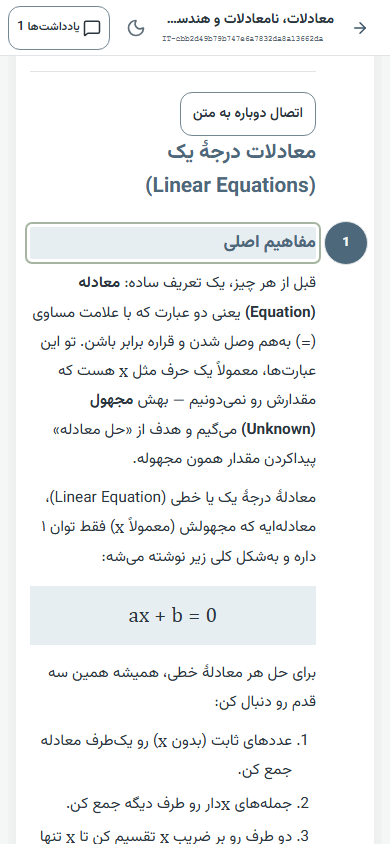 معادلات، نامعادلات و هندس...
IT-cbb2d49b79b747e6a7832da8a13662da
یادداشت‌ها 1
اتصال دوباره به متن
معادلات درجهٔ یک
(Linear Equations)
1
مفاهیم اصلی
قبل از هر چیز، یک تعریف ساده: معادله
(Equation) یعنی دو عبارت که با علامت مساوی
(=) به‌هم وصل شدن و قراره برابر باشن. تو این
عبارت‌ها، معمولاً یک حرف مثل x هست که
مقدارش رو نمی‌دونیم — بهش مجهول
(Unknown) می‌گیم و هدف از «حل معادله»
پیداکردن مقدار همون مجهوله.
معادلهٔ درجهٔ یک یا خطی (Linear Equation)،
معادله‌ایه که مجهولش (معمولاً x) فقط توان ۱
داره و به‌شکل کلی زیر نوشته می‌شه:
ax + b = 0
برای حل هر معادلهٔ خطی، همیشه همین سه
قدم رو دنبال کن:
1. عددهای ثابت (بدون x) رو یک‌طرف معادله
جمع کن.
2. جمله‌های xدار رو طرف دیگه جمع کن.
3. دو طرف رو بر ضریب x تقسیم کن تا x تنها